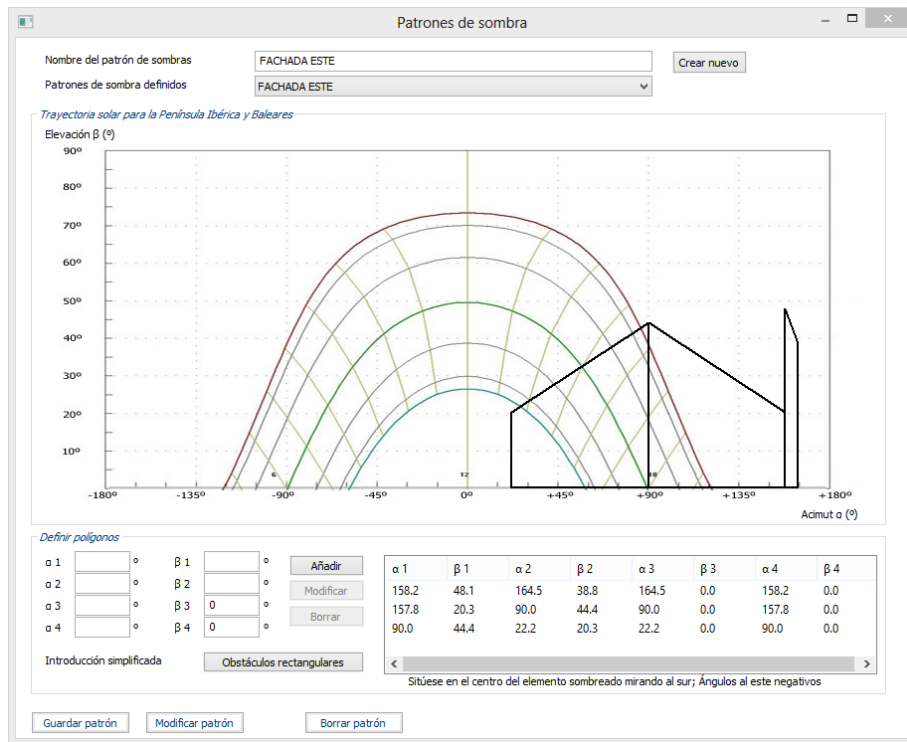 Patrones de sombra
Nombre del patrón de sombras FACHADA ESTE Crear nuevo
Patrones de sombra definidos FACHADA ESTE
Trayectoria solar para la Península Ibérica y Baleares
Elevación β (º)
90º
80º
70º
60º
50º
40º
30º
20º
10º
6 12 18
-180º -135º -90º -45º 0º +45º +90º +135º +180º
Acimut α (º)
Definir polígonos
α 1 º β 1 º Añadir
α 2 º β 2 º Modificar
α 3 º β 3 0 º Borrar
α 4 º β 4 0 º
α 1 β 1 α 2 β 2 α 3 β 3 α 4 β 4
158.2 48.1 164.5 38.8 164.5 0.0 158.2 0.0
157.8 20.3 90.0 44.4 90.0 0.0 157.8 0.0
90.0 44.4 22.2 20.3 22.2 0.0 90.0 0.0
Introducción simplificada Obstáculos rectangulares
Sitúese en el centro del elemento sombreado mirando al sur; Ángulos al este negativos
Guardar patrón Modificar patrón Borrar patrón